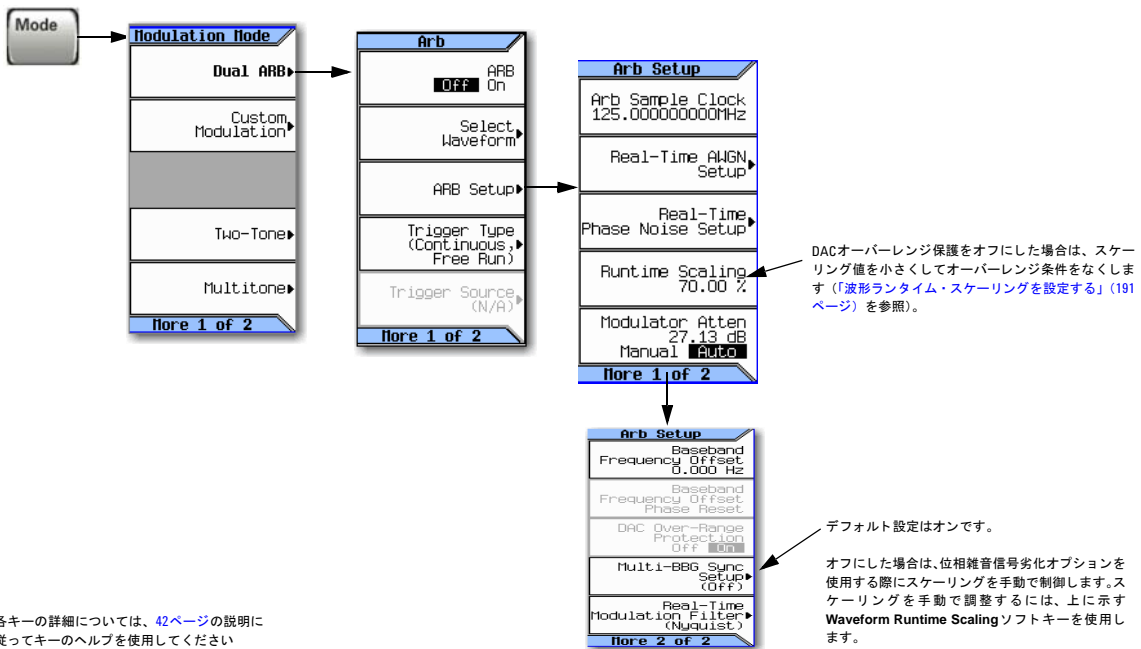 Mode
Modulation Mode
Dual ARB
Custom
Modulation
Two-Tone
Multitone
More 1 of 2
Arb
ARB
Off On
Select
Waveform
ARB Setup
Trigger Type
(Continuous,
Free Run)
Trigger Source
(N/A)
More 1 of 2
Arb Setup
Arb Sample Clock
125.000000000MHz
Real-Time AWGN
Setup
Real-Time
Phase Noise Setup
Runtime Scaling
70.00 %
Modulator Atten
27.13 dB
Manual Auto
More 1 of 2
DACオーバーレンジ保護をオフにした場合は、スケー
リング値を小さくしてオーバーレンジ条件をなくしま
す(「波形ランタイム・スケーリングを設定する」(191
ページ) を参照)。
Arb Setup
Baseband
Frequency Offset
0.000 Hz
Baseband
Frequency Offset
Phase Reset
DAC Over-Range
Protection
Off On
Multi-BBG Sync
Setup
(Off)
Real-Time
Modulation Filter
(Nyquist)
More 2 of 2
デフォルト設定はオンです。
オフにした場合は、位相雑音信号劣化オプションを
使用する際にスケーリングを手動で制御します。ス
ケーリングを手動で調整するには、上に示す
Waveform Runtime Scalingソフトキーを使用し
ます。
各キーの詳細については、42ページの説明に
従ってキーのヘルプを使用してください